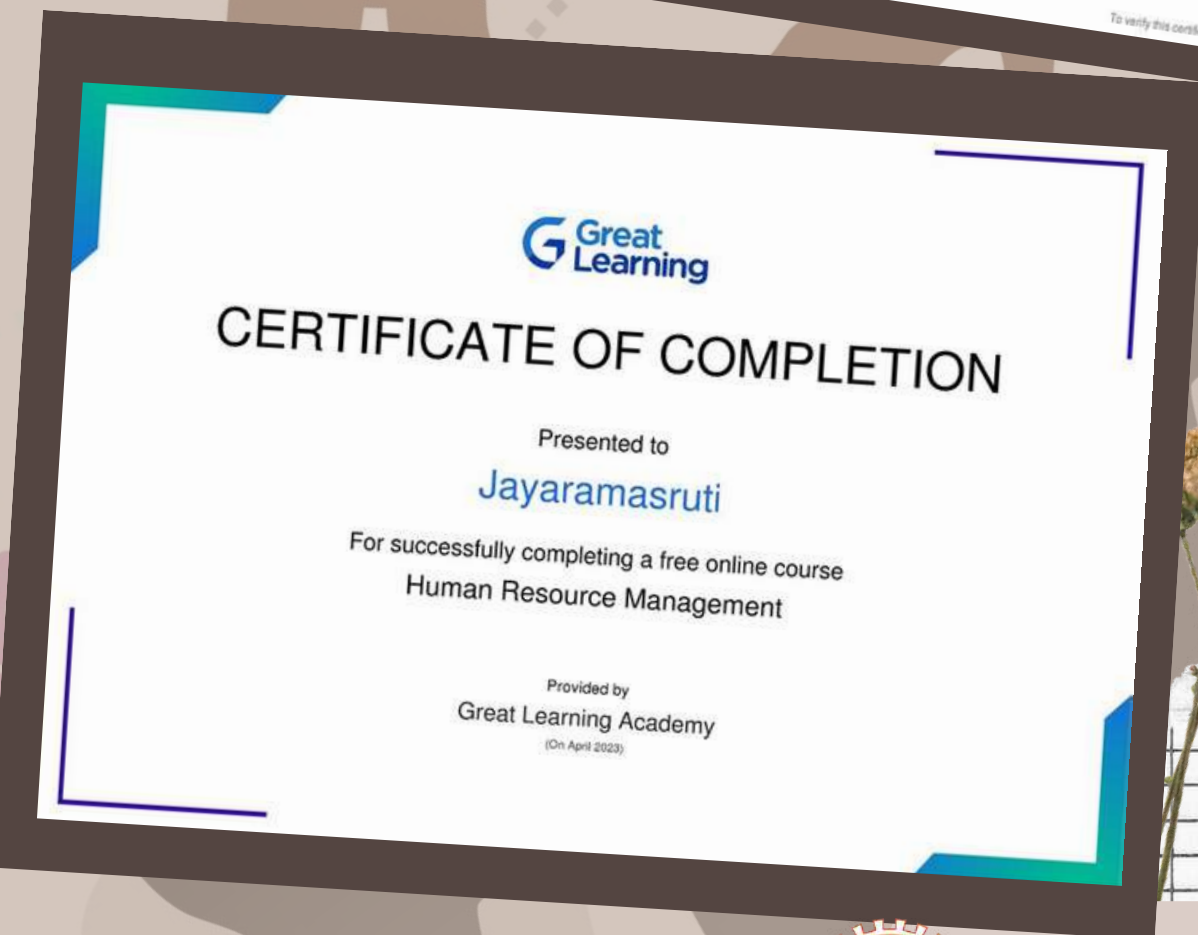 To verify this
Great
Learning
CERTIFICATE OF COMPLETION
Presented to
Jayaramasruti
For successfully completing a free online course
Human Resource Management
Provided by
Great Learning Academy
(On April 2023)